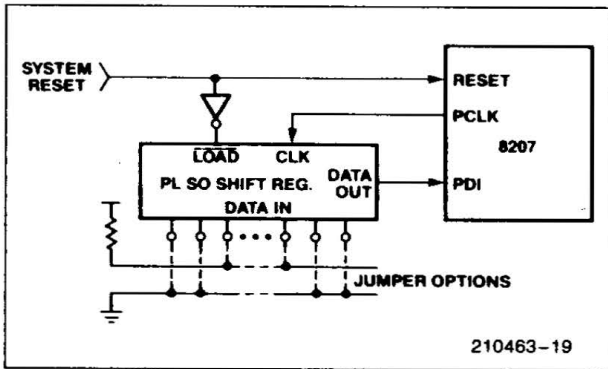 SYSTEM
RESET
RESET
PCLK
8207
PDI
LOAD CLK
DATA
OUT
PL SO SHIFT REG.
DATA IN
JUMPER OPTIONS
210463-19